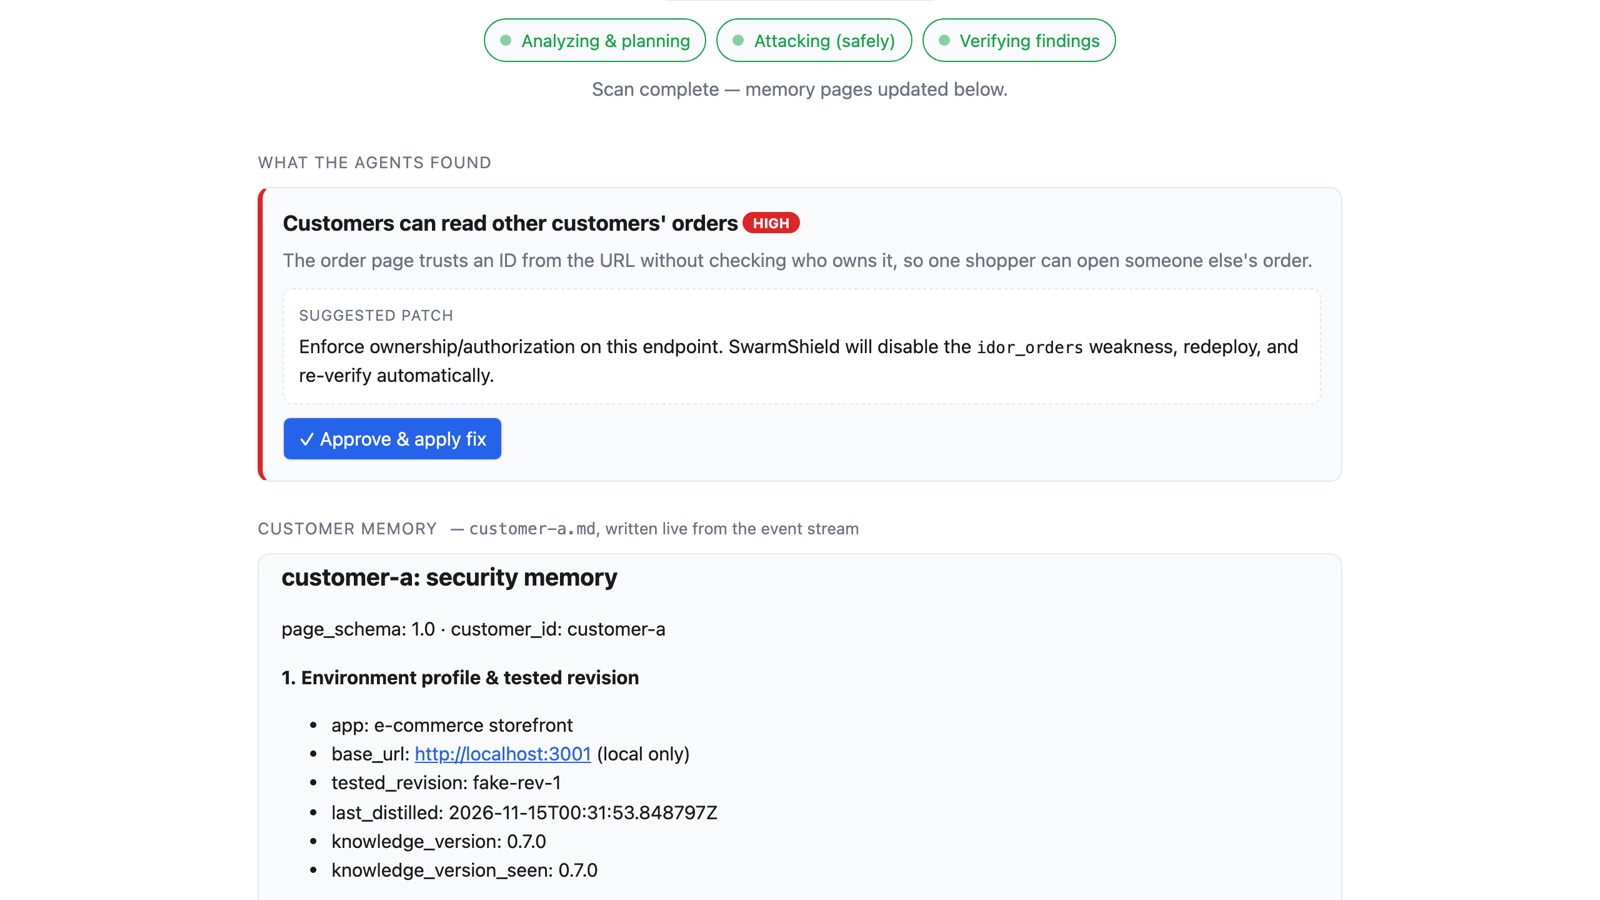 Analyzing & planning
Attacking (safely)
Verifying findings
Scan complete — memory pages updated below.
WHAT THE AGENTS FOUND
Customers can read other customers' orders HIGH
The order page trusts an ID from the URL without checking who owns it, so one shopper can open someone else's order.
SUGGESTED PATCH
Enforce ownership/authorization on this endpoint. SwarmShield will disable the idor_orders weakness, redeploy, and
re-verify automatically.
✓ Approve & apply fix
CUSTOMER MEMORY — customer-a.md, written live from the event stream
customer-a: security memory
page_schema: 1.0 · customer_id: customer-a
1. Environment profile & tested revision
• app: e-commerce storefront
• base_url: http://localhost:3001 (local only)
• tested_revision: fake-rev-1
• last_distilled: 2026-11-15T00:31:53.848797Z
• knowledge_version: 0.7.0
• knowledge_version_seen: 0.7.0